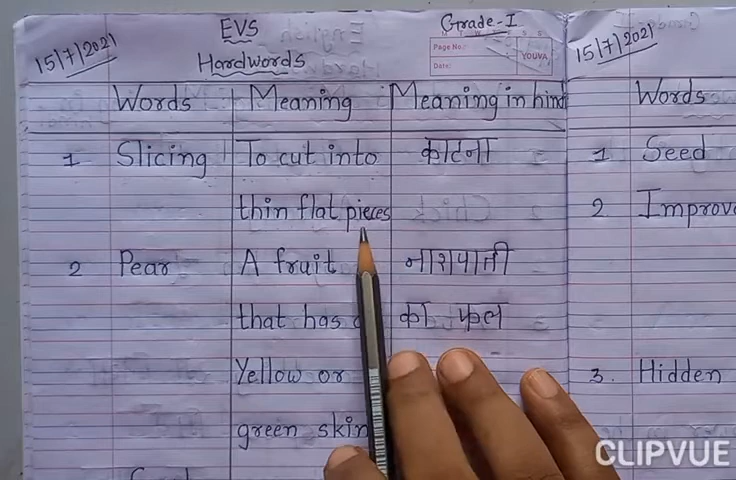 EVS
Grade-I
15/7/2021
Hardwords
Page No.:
Date:
YOUVA
Words Meaning Meaning in hindi
1 Slicing To cut into काटना
thin flat pieces
2 Pear A fruit नाशपाती
that has का फल
Yellow or
green skin
15/7/2021
Words
1 Seed
2 Improve
3. Hidden
CLIPVUE